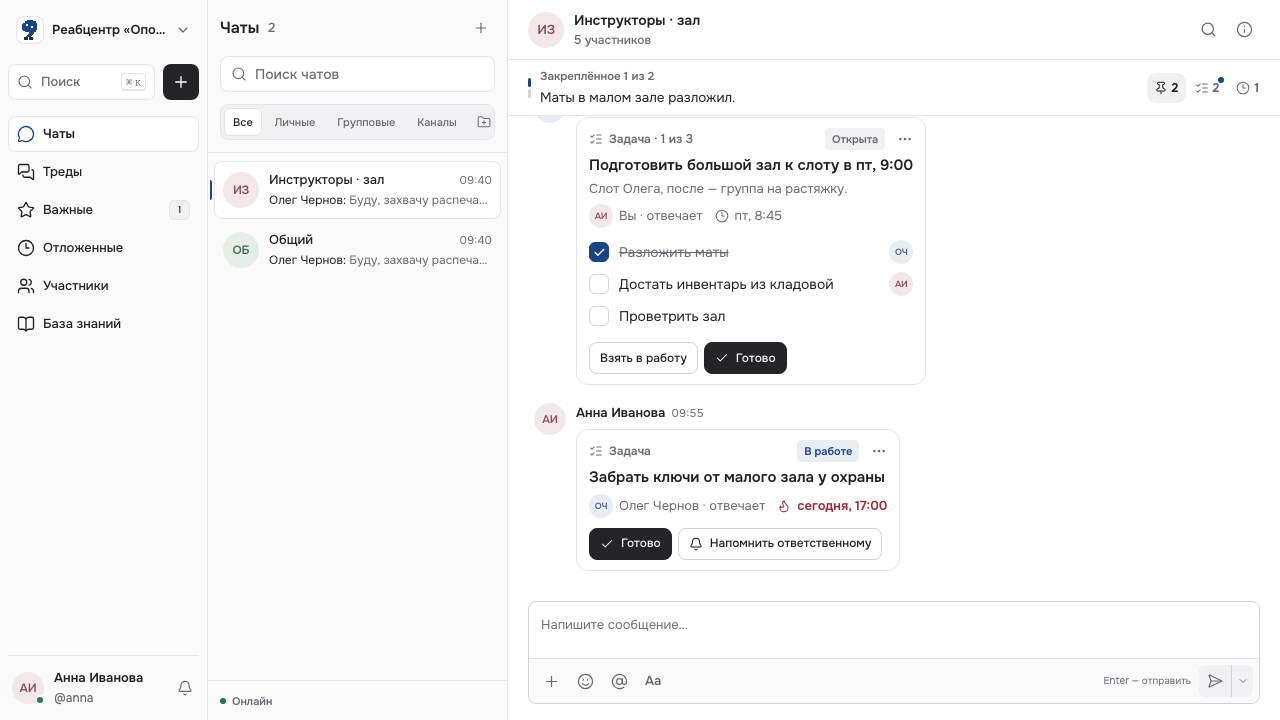 Реабцентр «Опо...
Поиск
⌘ K
Чаты
Треды
Важные
1
Отложенные
Участники
База знаний
АИ
Анна Иванова
@anna
Чаты 2
Поиск чатов
Все
Личные
Групповые
Каналы
ИЗ
Инструкторы · зал
09:40
Олег Чернов: Буду, захвачу распеча...
ОБ
Общий
09:40
Олег Чернов: Буду, захвачу распеча...
Онлайн
ИЗ
Инструкторы · зал
5 участников
Закреплённое 1 из 2
Маты в малом зале разложил.
2
2
1
Задача · 1 из 3
Открыта
Подготовить большой зал к слоту в пт, 9:00
Слот Олега, после — группа на растяжку.
АИ
Вы · отвечает
пт, 8:45
Разложить маты
ОЧ
Достать инвентарь из кладовой
АИ
Проветрить зал
Взять в работу
Готово
АИ
Анна Иванова 09:55
Задача
В работе
Забрать ключи от малого зала у охраны
ОЧ
Олег Чернов · отвечает
сегодня, 17:00
Готово
Напомнить ответственному
Напишите сообщение...
Aa
Enter — отправить